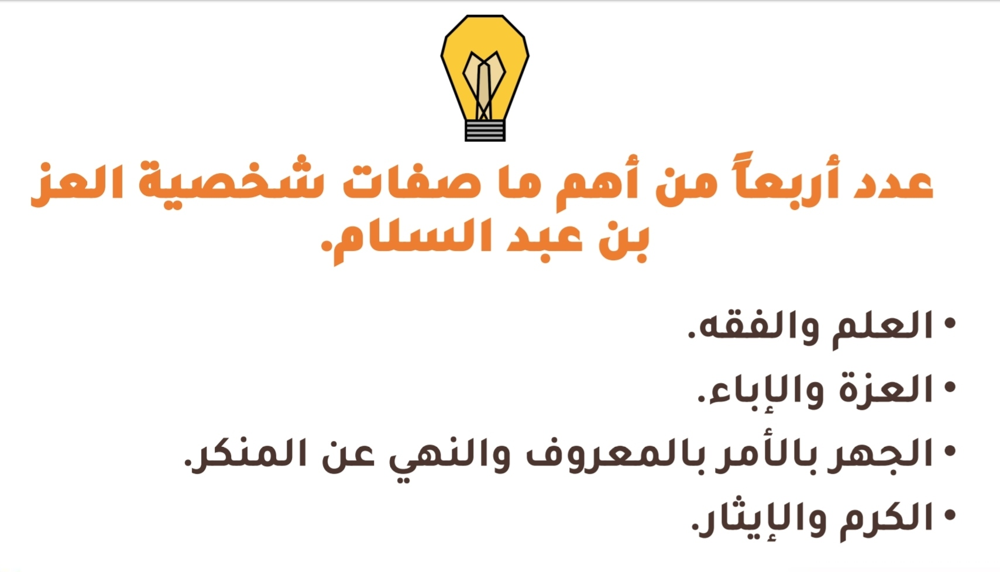 عدد أربعاً من أهم ما صفات شخصية العز
بن عبد السلام.
• العلم والفقه.
• العزة والإباء.
• الجهر بالأمر بالمعروف والنهي عن المنكر.
• الكرم والإيثار.